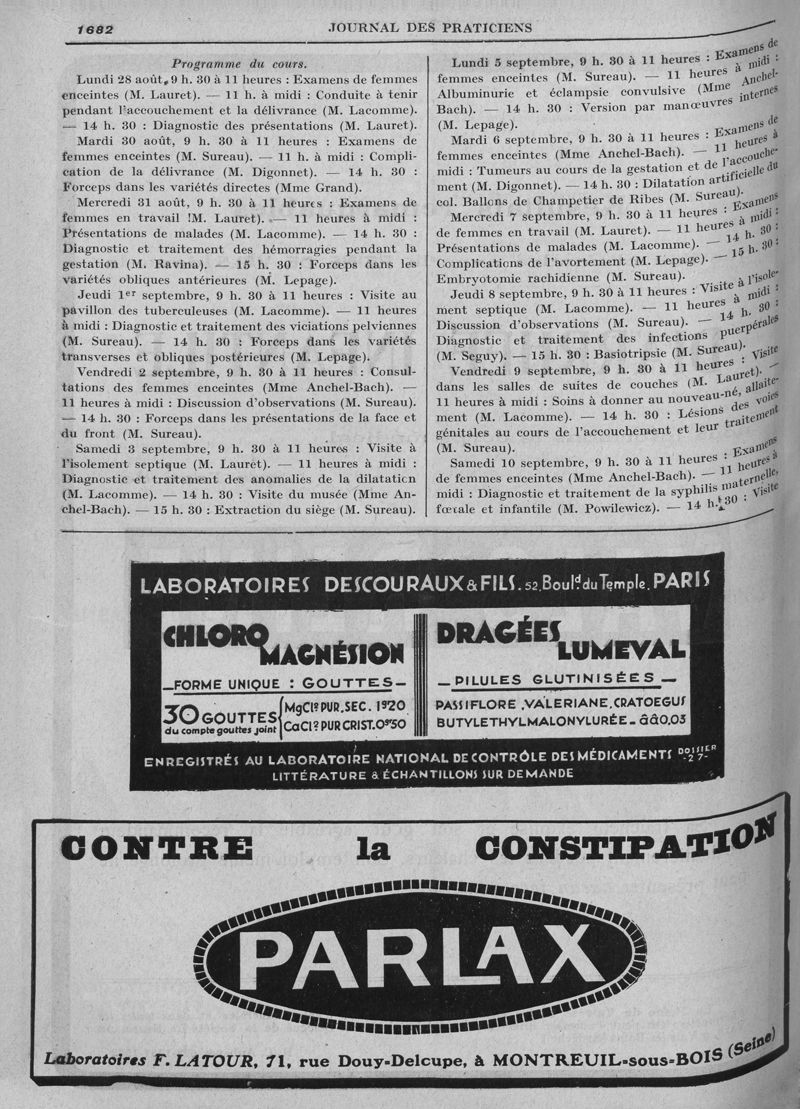 1682
JOURNAL DES PRATICIENS
Programme du cours.
Lundi 28 août, 9 h. 30 à 11 heures : Examens de femmes
enceintes (M. Lauret). — 11 h. à midi : Conduite à tenir
pendant l'accouchement et la délivrance (M. Lacomme).
— 14 h. 30 : Diagnostic des présentations (M. Lauret).
Mardi 30 août, 9 h. 30 à 11 heures : Examens de
femmes enceintes (M. Sureau). — 11 h. à midi : Compli-
cation de la délivrance (M. Digonnet). — 14 h. 30 :
Forceps dans les variétés directes (Mme Grand).
Mercredi 31 août, 9 h. 30 à 11 heures : Examens de
femmes en travail !M. Lauret). — 11 heures à midi :
Présentations de malades (M. Lacomme). — 14 h. 30 :
Diagnostic et traitement des hémorragies pendant la
gestation (M. Ravina). — 15 h. 30 : Forceps dans les
variétés obliques antérieures (M. Lepage).
Jeudi 1er septembre, 9 h. 30 à 11 heures : Visite au
pavillon des tuberculeuses (M. Lacomme). — 11 heures
à midi : Diagnostic et traitement des viciations pelviennes
(M. Sureau). — 14 h. 30 : Forceps dans les variétés
transverses et obliques postérieures (M. Lepage).
Vendredi 2 septembre, 9 h. 30 à 11 heures : Consul-
tations des femmes enceintes (Mme Anchel-Bach). —
11 heures à midi : Discussion d'observations (M. Sureau).
— 14 h. 30 : Forceps dans les présentations de la face et
du front (M. Sureau).
Samedi 3 septembre, 9 h. 30 à 11 heures : Visite à
l'isolement septique (M. Lauret). — 11 heures à midi :
Diagnostic et traitement des anomalies de la dilatation
(M. Lacomme). — 14 h. 30 : Visite du musée (Mme An-
chel-Bach). — 15 h. 30 : Extraction du siège (M. Sureau).
Lundi 5 septembre, 9 h. 30 à 11 heures : Examens de
femmes enceintes (M. Sureau). — 11 heures à midi :
Albuminurie et éclampsie convulsive (Mme Anchel-
Bach). — 14 h. 30 : Version par manœuvres internes
(M. Lepage).
Mardi 6 septembre, 9 h. 30 à 11 heures : Examens de
femmes enceintes (Mme Anchel-Bach). — 11 heures à
midi : Tumeurs au cours de la gestation et de l'accouche-
ment (M. Digonnet). — 14 h. 30 : Dilatation artificielle du
col. Ballons de Champetier de Ribes (M. Sureau).
Mercredi 7 septembre, 9 h. 30 à 11 heures : Examens
de femmes en travail (M. Lauret). — 11 heures à midi :
Présentations de malades (M. Lacomme). — 14 h. 30 :
Complications de l'avortement (M. Lepage). — 15 h. 30 :
Embryotomie rachidienne (M. Sureau).
Jeudi 8 septembre, 9 h. 30 à 11 heures : Visite à l'isole-
ment septique (M. Lacomme). — 11 heures à midi :
Discussion d'observations (M. Sureau). — 14 h. 30 :
Diagnostic et traitement des infections puerpérales
(M. Seguy). — 15 h. 30 : Basiotripsie (M. Sureau).
Vendredi 9 septembre, 9 h. 30 à 11 heures : Visite
dans les salles de suites de couches (M. Lauret). —
11 heures à midi : Soins à donner au nouveau-né, allaite-
ment (M. Lacomme). — 14 h. 30 : Lésions des voies
génitales au cours de l'accouchement et leur traitement
(M. Sureau).
Samedi 10 septembre, 9 h. 30 à 11 heures : Examens
de femmes enceintes (Mme Anchel-Bach). — 11 heures à
midi : Diagnostic et traitement de la syphilis maternelle,
fœtale et infantile (M. Powilewicz). — 14 h. 30 : Visite
LABORATOIRES DESCOURAUX & FILS. 52, Boul.d du Temple. PARIS
CHLORO
MAGNÉSION
— FORME UNIQUE : GOUTTES —
30 GOUTTES
du compte gouttes joint
MgCl² PUR. SEC. 1gr20
CaCl² PUR CRIST. 0gr50
DRAGÉES
LUMEVAL
— PILULES GLUTINISÉES —
PASSIFLORE, VALERIANE, CRATOEGUS
BUTYLETHYLMALONYLURÉE - ââ0,03
ENREGISTRÉS AU LABORATOIRE NATIONAL DE CONTRÔLE DES MÉDICAMENTS DOSSIER -27-
LITTÉRATURE & ÉCHANTILLONS SUR DEMANDE
CONTRE la CONSTIPATION
PARLAX
Laboratoires F. LATOUR, 71, rue Douy-Delcupe, à MONTREUIL-sous-BOIS (Seine)